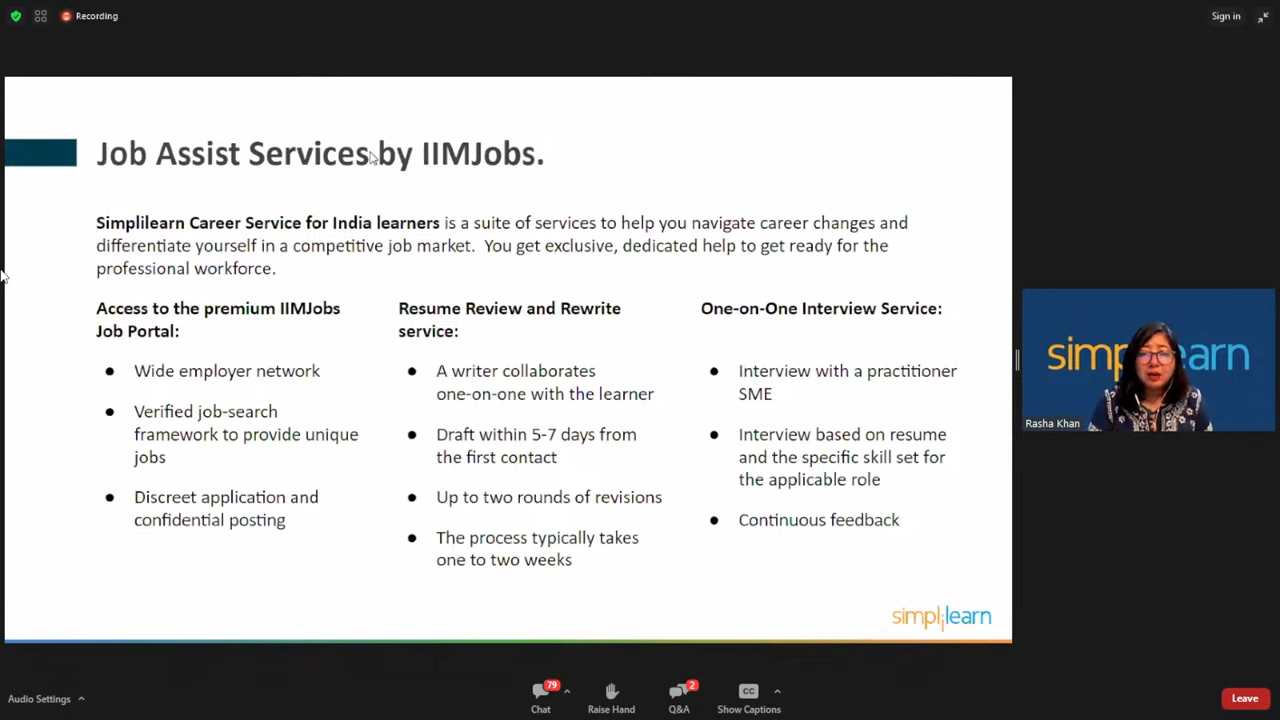 Recording
Sign in
Job Assist Services by IIMJobs.
Simplilearn Career Service for India learners is a suite of services to help you navigate career changes and
differentiate yourself in a competitive job market. You get exclusive, dedicated help to get ready for the
professional workforce.
Access to the premium IIMJobs
Job Portal:
Wide employer network
Verified job-search
framework to provide unique
jobs
Discreet application and
confidential posting
Resume Review and Rewrite
service:
A writer collaborates
one-on-one with the learner
Draft within 5-7 days from
the first contact
Up to two rounds of revisions
The process typically takes
one to two weeks
One-on-One Interview Service:
Interview with a practitioner
SME
Interview based on resume
and the specific skill set for
the applicable role
Continuous feedback
simplilearn
Rasha Khan
Audio Settings
79
Chat
Raise Hand
2
Q&A
CC
Show Captions
Leave